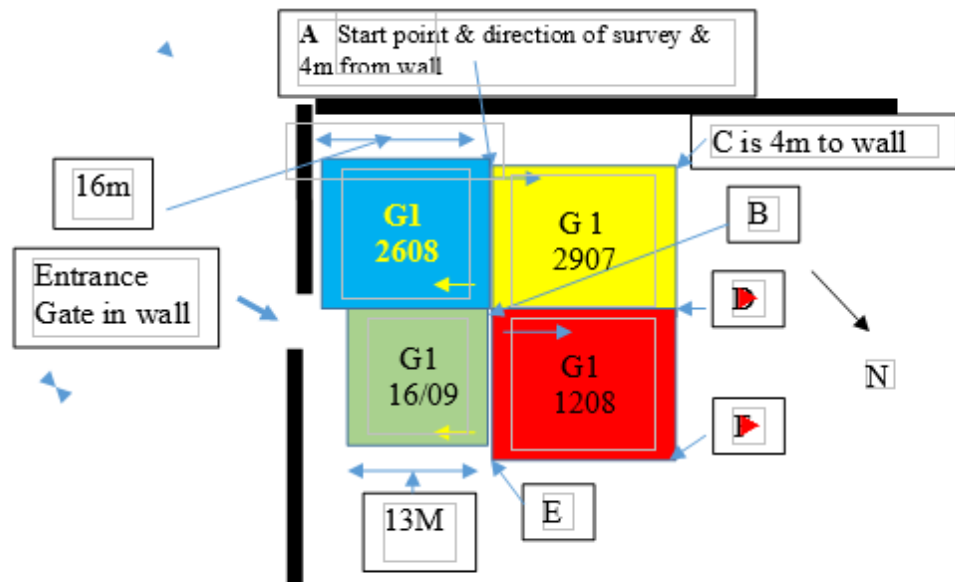 A Start point & direction of survey &
4m from wall
C is 4m to wall
16m
G1
2608
G 1
2907
B
Entrance
Gate in wall
D
G1
16/09
G1
1208
N
F
13M
E